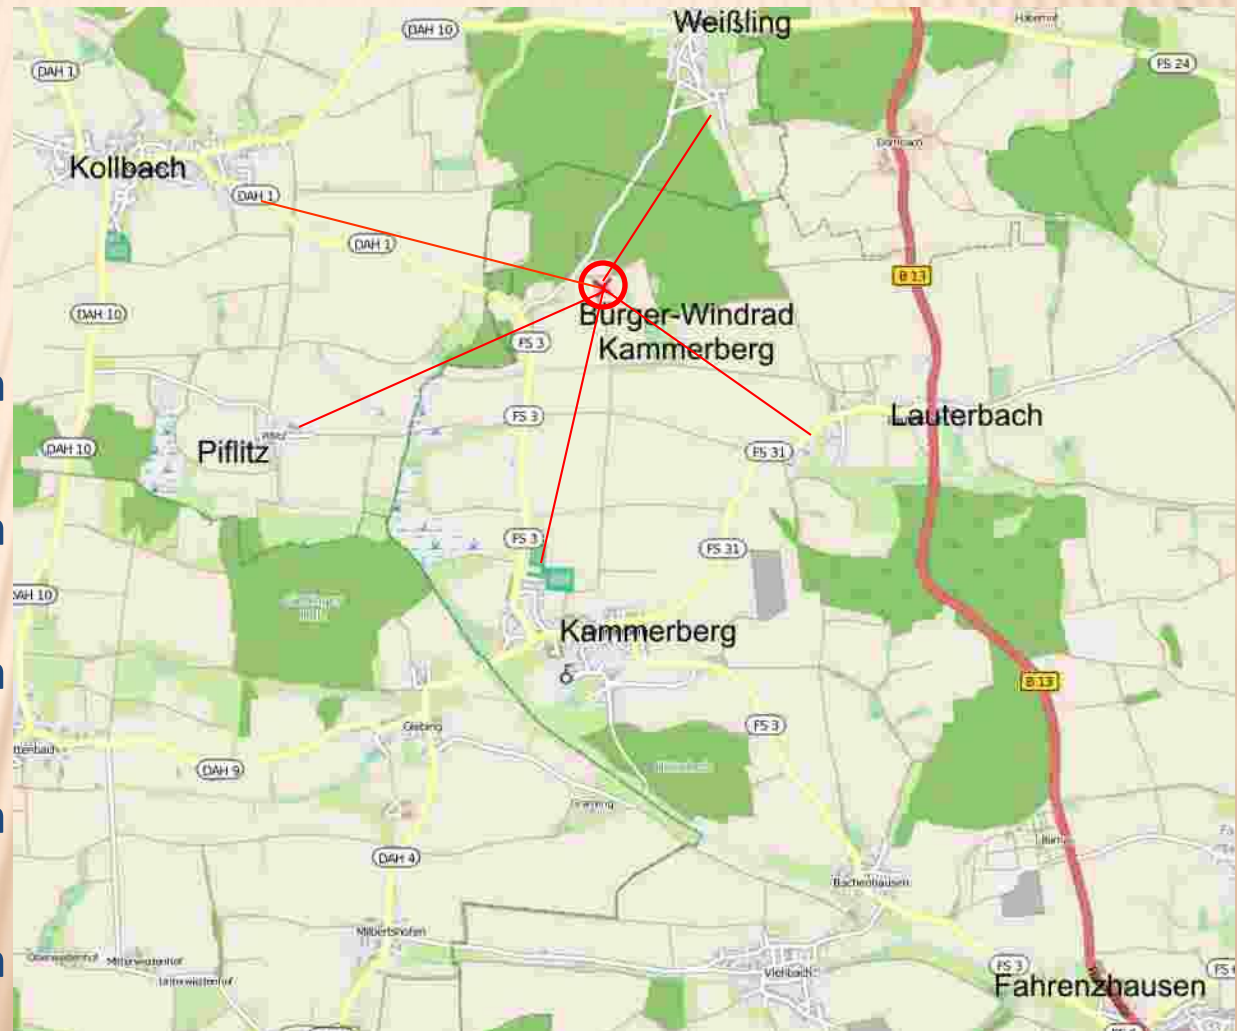 Weißling
DAH 10
DAH 1
FS 24
Kollbach
DAH 1
DAH 1
B 13
Bürger-Windrad
Kammerberg
DAH 10
FS 3
FS 3
Lauterbach
Piflitz
DAH 10
FS 31
FS 3
FS 31
DAH 10
Kammerberg
B 13
Giebing
FS 3
DAH 9
DAH 4
Bachenhausen
Milbertshofen
Viehbach
Mitterwastenhof
Unterwastenhof
FS 3
Fahrenzhausen